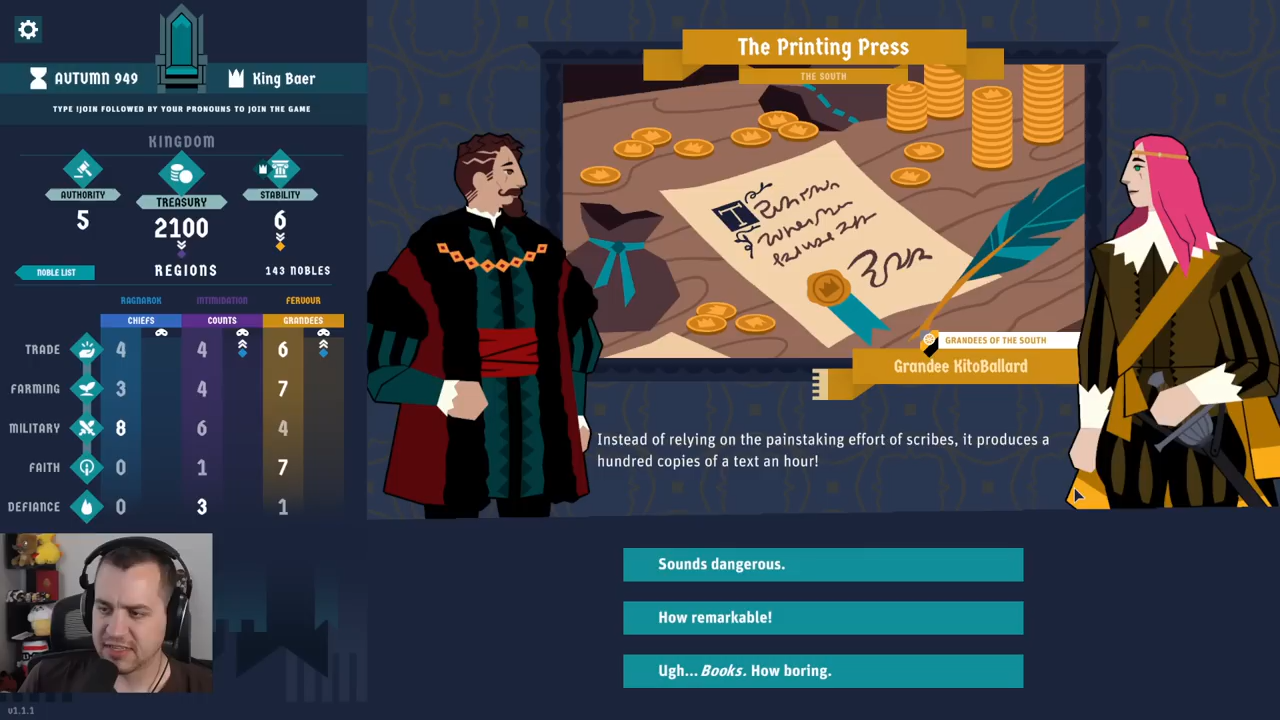 The Printing Press
THE SOUTH
AUTUMN 949
King Baer
TYPE !JOIN FOLLOWED BY YOUR PRONOUNS TO JOIN THE GAME
KINGDOM
AUTHORITY
TREASURY
STABILITY
5
2100
6
NOBLE LIST
REGIONS
143 NOBLES
RAGNAROK
INTIMIDATION
FERVOUR
CHIEFS
COUNTS
GRANDEES
TRADE 4 4 6
FARMING 3 4 7
MILITARY 8 6 4
FAITH 0 1 7
DEFIANCE 0 3 1
GRANDEES OF THE SOUTH
Grandee KitoBallard
Instead of relying on the painstaking effort of scribes, it produces a
hundred copies of a text an hour!
Sounds dangerous.
How remarkable!
Ugh... Books. How boring.
v1.1.1